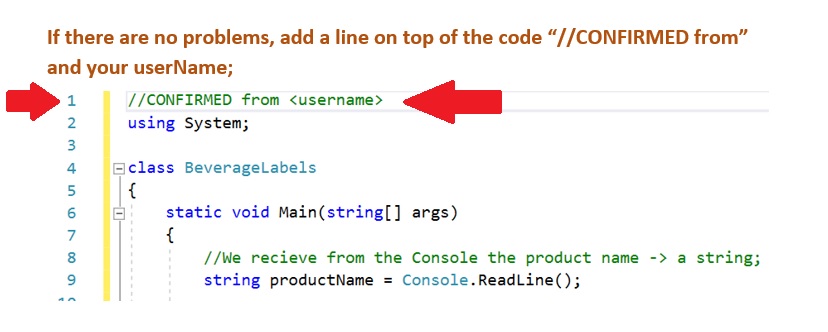 If there are no problems, add a line on top of the code “//CONFIRMED from”
and your userName;
1 //CONFIRMED from <username>
2 using System;
3
4 class BeverageLabels
5 {
6 static void Main(string[] args)
7 {
8 //We recieve from the Console the product name -> a string;
9 string productName = Console.ReadLine();